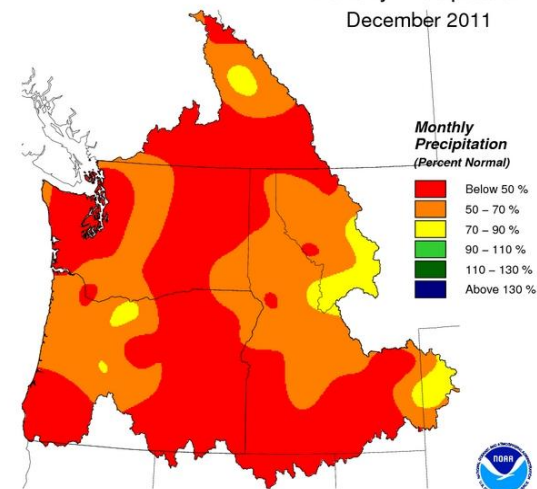 December 2011
Monthly
Precipitation
(Percent Normal)
Below 50 %
50 – 70 %
70 – 90 %
90 – 110 %
110 – 130 %
Above 130 %
NOAA